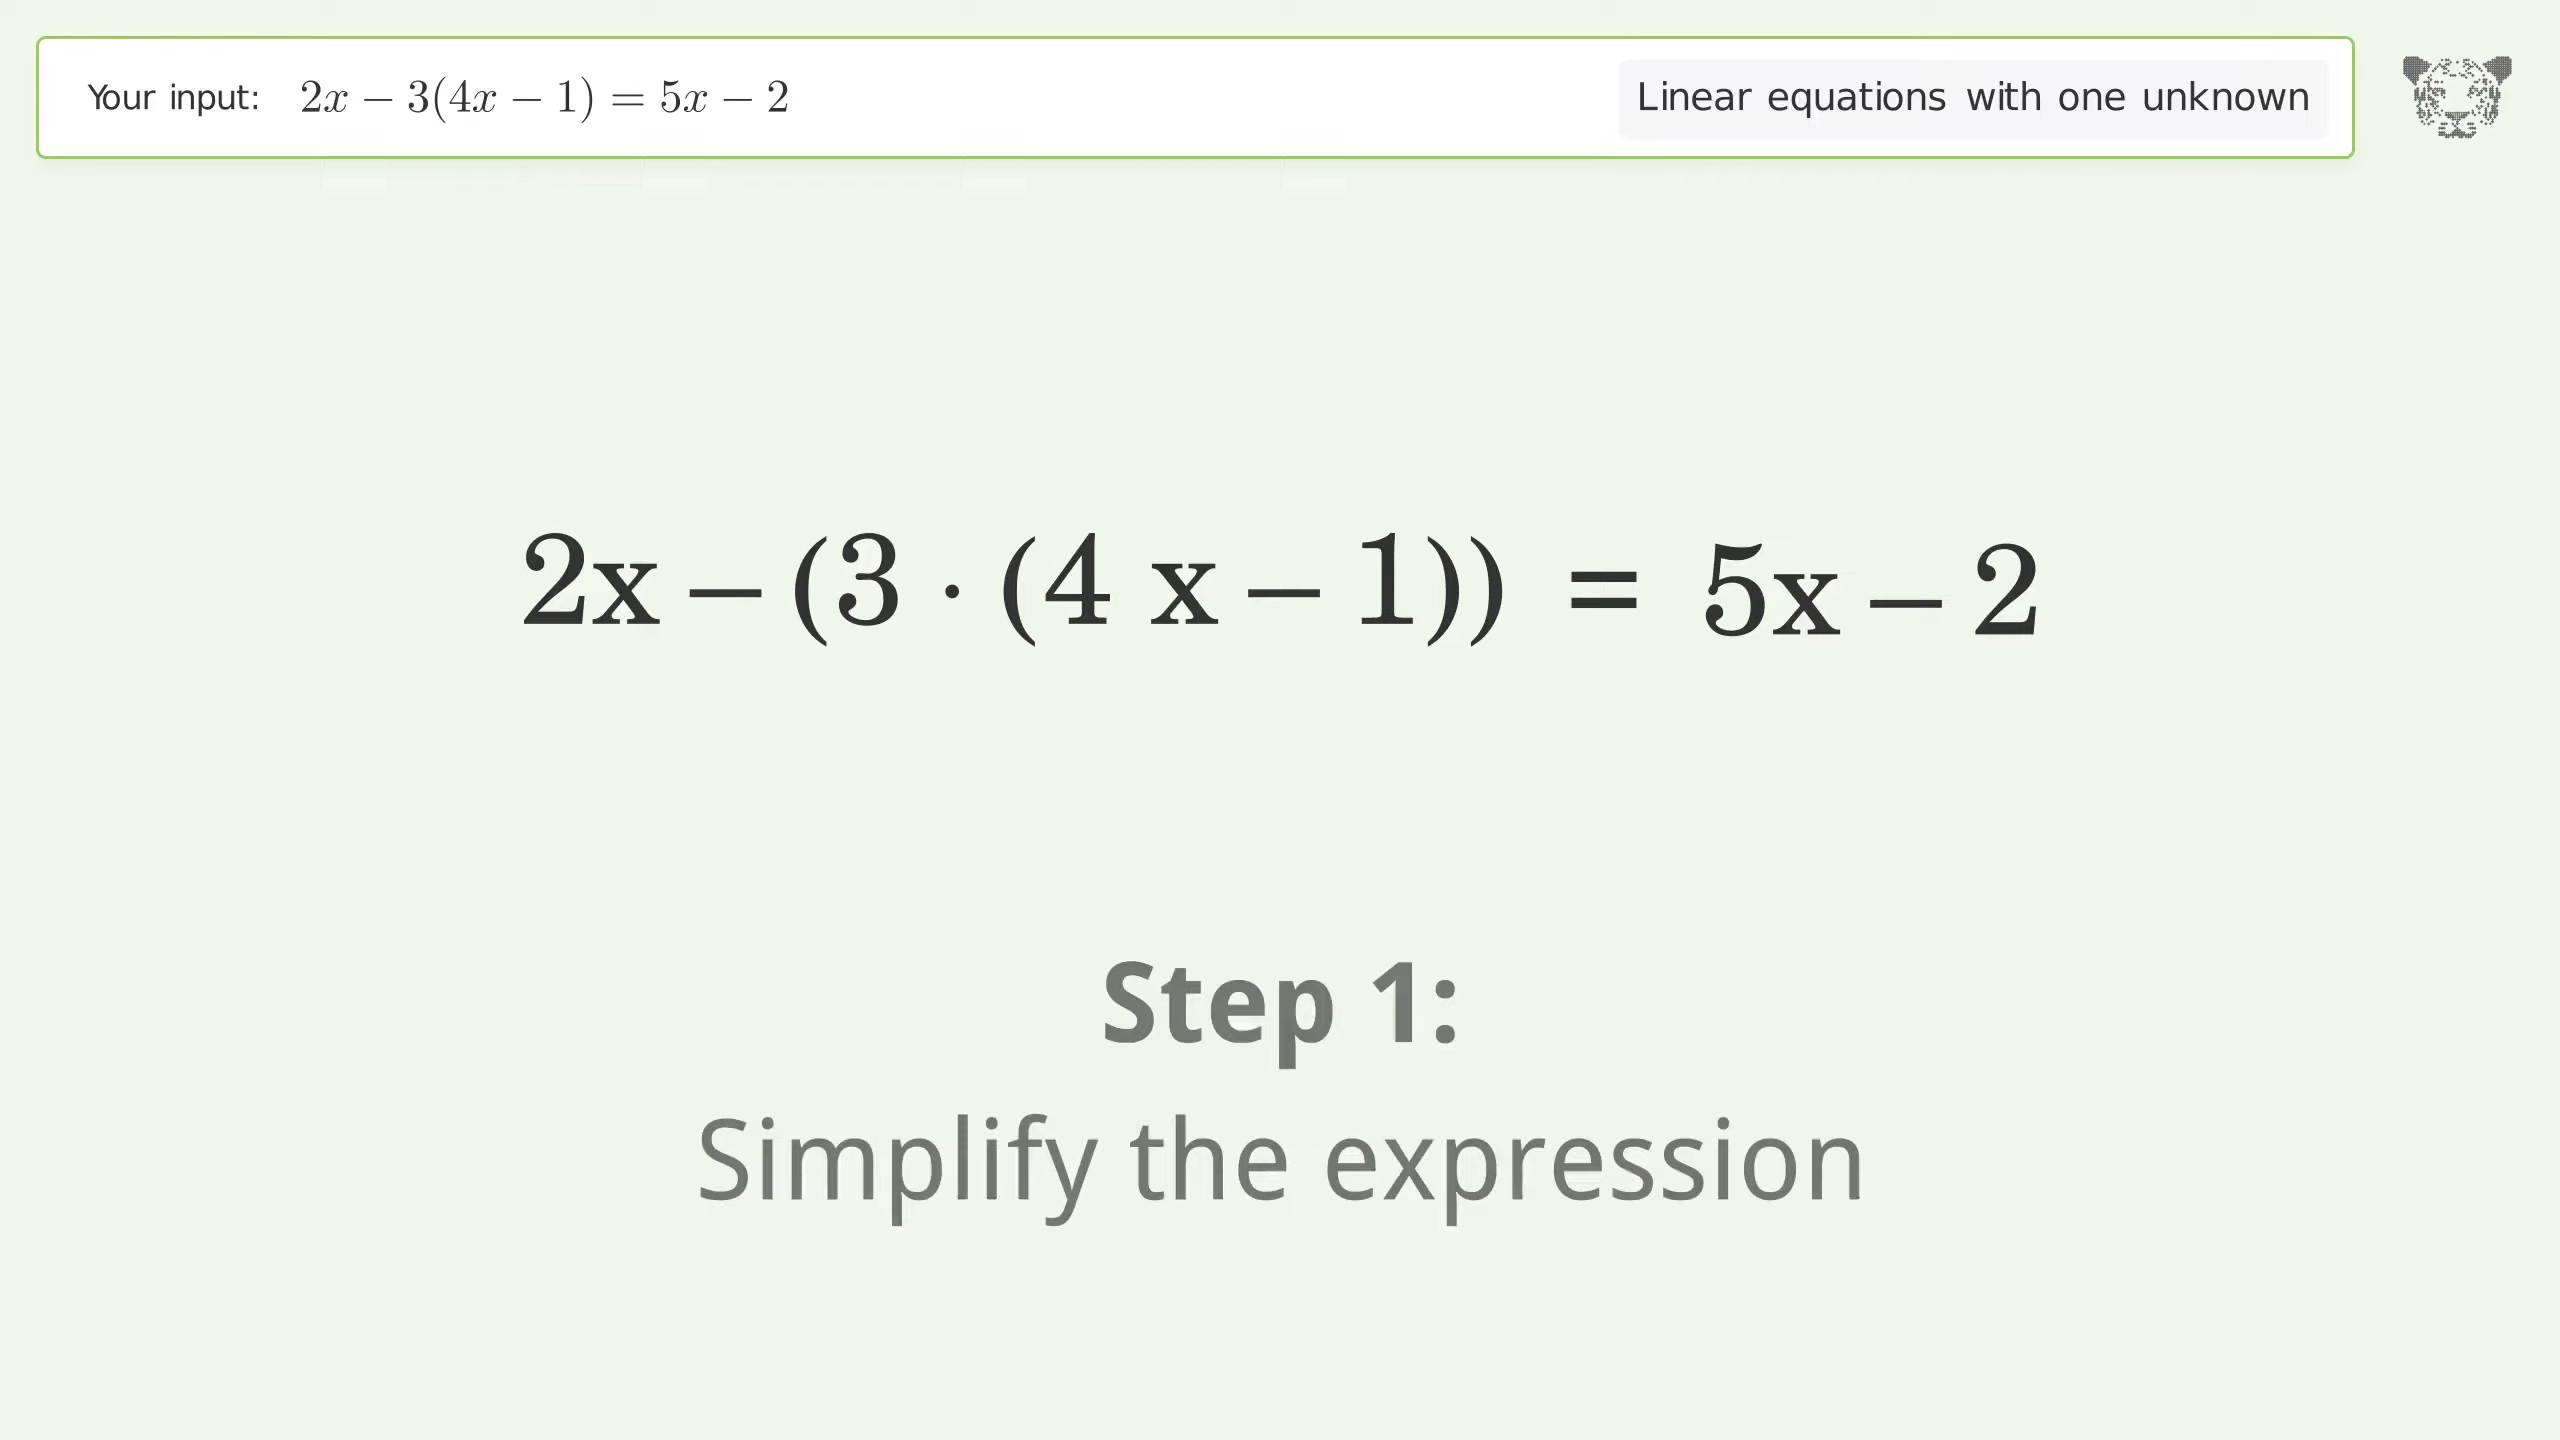 Your input: 2x − 3(4x − 1) = 5x − 2
Linear equations with one unknown
2x − (3 · (4 x − 1)) = 5x − 2
Step 1:
Simplify the expression